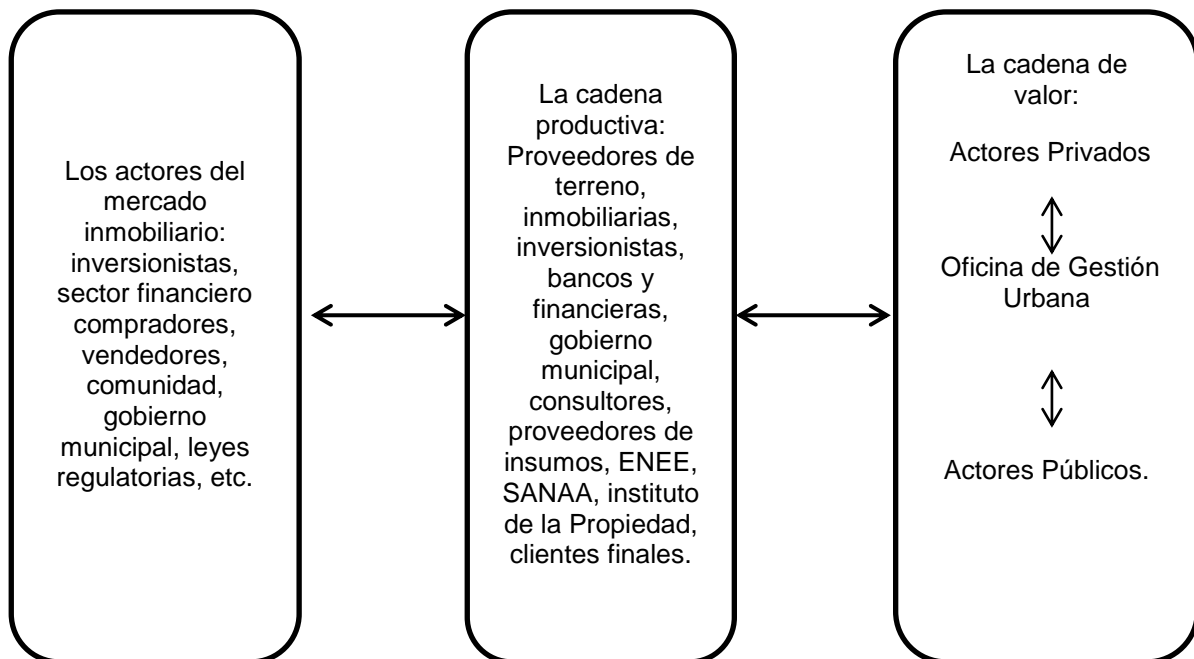 Los actores del
mercado
inmobiliario:
inversionistas,
sector financiero
compradores,
vendedores,
comunidad,
gobierno
municipal, leyes
regulatorias, etc.
La cadena
productiva:
Proveedores de
terreno,
inmobiliarias,
inversionistas,
bancos y
financieras,
gobierno
municipal,
consultores,
proveedores de
insumos, ENEE,
SANAA, instituto
de la Propiedad,
clientes finales.
La cadena de
valor:
Actores Privados
Oficina de Gestión
Urbana
Actores Públicos.